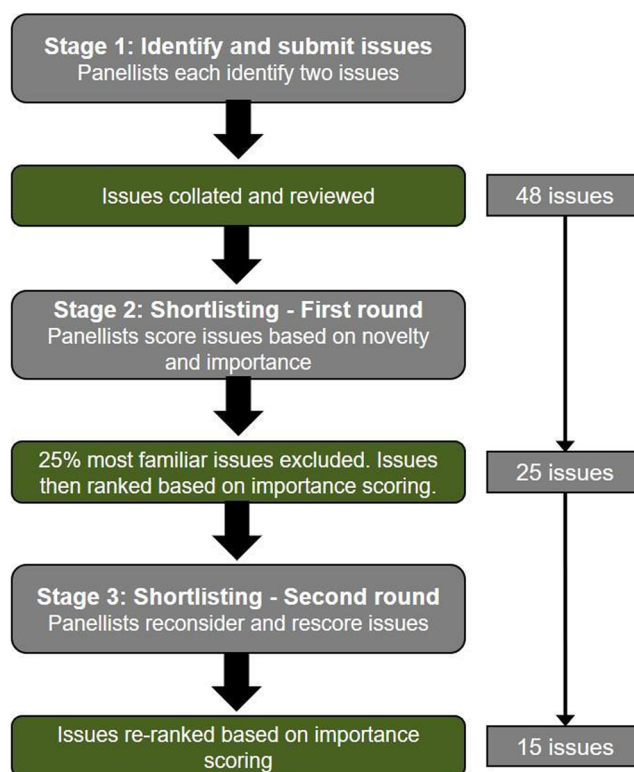 Stage 1: Identify and submit issues
Panellists each identify two issues
Issues collated and reviewed
48 issues
Stage 2: Shortlisting - First round
Panellists score issues based on novelty
and importance
25% most familiar issues excluded. Issues
then ranked based on importance scoring.
25 issues
Stage 3: Shortlisting - Second round
Panellists reconsider and rescore issues
Issues re-ranked based on importance
scoring
15 issues